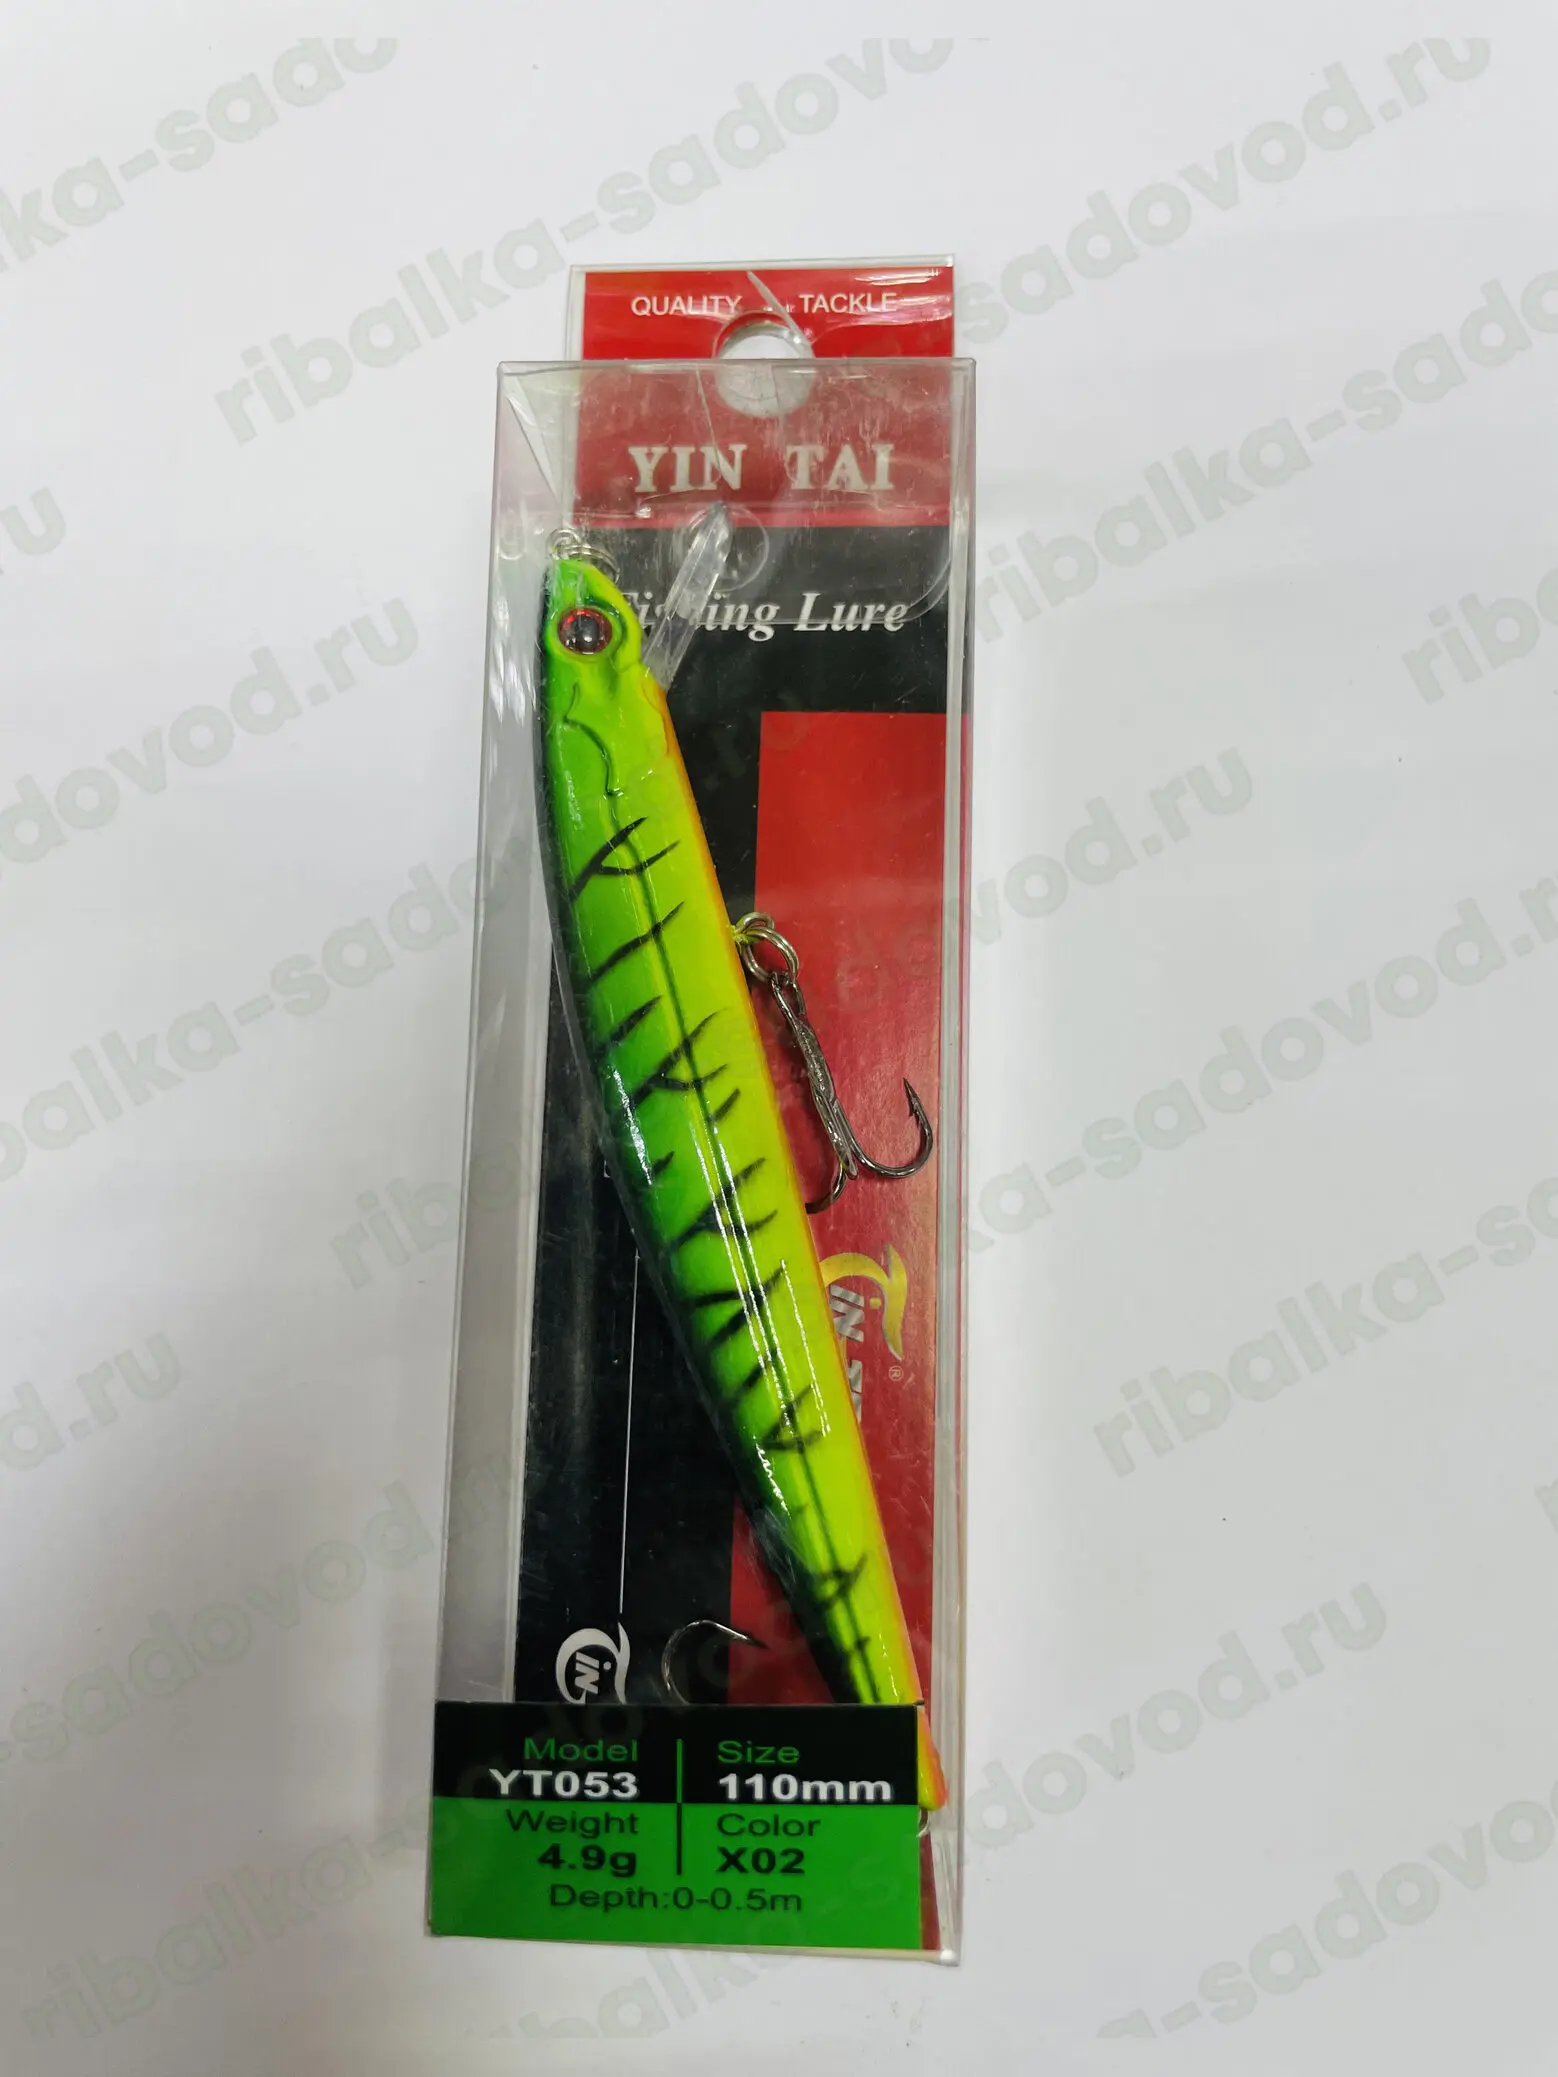 QUALITY TACKLE
YIN TAI
Fishing Lure
Model
YT053
Size
110mm
Weight
4.9g
Color
X02
Depth:0-0.5m
ribalka-sadovod.ru